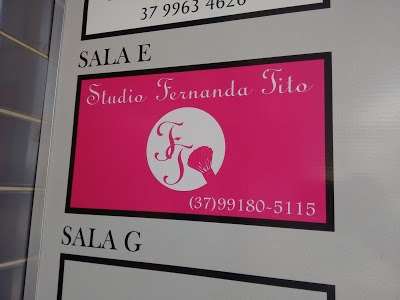 37 9963 4626
SALA E
Studio Fernanda Tito
FT
(37)99180-5115
SALA G